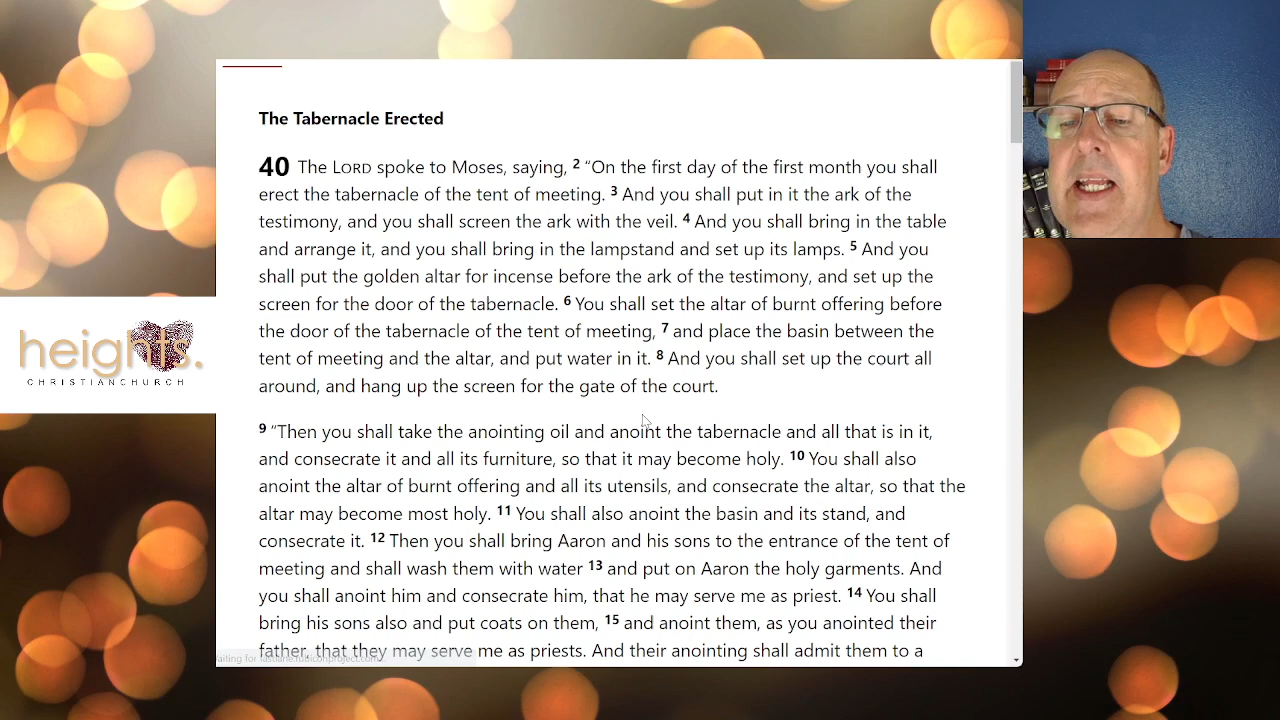 The Tabernacle Erected
40 The LORD spoke to Moses, saying, 2 “On the first day of the first month you shall
erect the tabernacle of the tent of meeting. 3 And you shall put in it the ark of the
testimony, and you shall screen the ark with the veil. 4 And you shall bring in the table
and arrange it, and you shall bring in the lampstand and set up its lamps. 5 And you
shall put the golden altar for incense before the ark of the testimony, and set up the
screen for the door of the tabernacle. 6 You shall set the altar of burnt offering before
the door of the tabernacle of the tent of meeting, 7 and place the basin between the
tent of meeting and the altar, and put water in it. 8 And you shall set up the court all
around, and hang up the screen for the gate of the court.
9 “Then you shall take the anointing oil and anoint the tabernacle and all that is in it,
and consecrate it and all its furniture, so that it may become holy. 10 You shall also
anoint the altar of burnt offering and all its utensils, and consecrate the altar, so that the
altar may become most holy. 11 You shall also anoint the basin and its stand, and
consecrate it. 12 Then you shall bring Aaron and his sons to the entrance of the tent of
meeting and shall wash them with water 13 and put on Aaron the holy garments. And
you shall anoint him and consecrate him, that he may serve me as priest. 14 You shall
bring his sons also and put coats on them, 15 and anoint them, as you anointed their
father, that they may serve me as priests. And their anointing shall admit them to a
heights.
CHRISTIANCHURCH